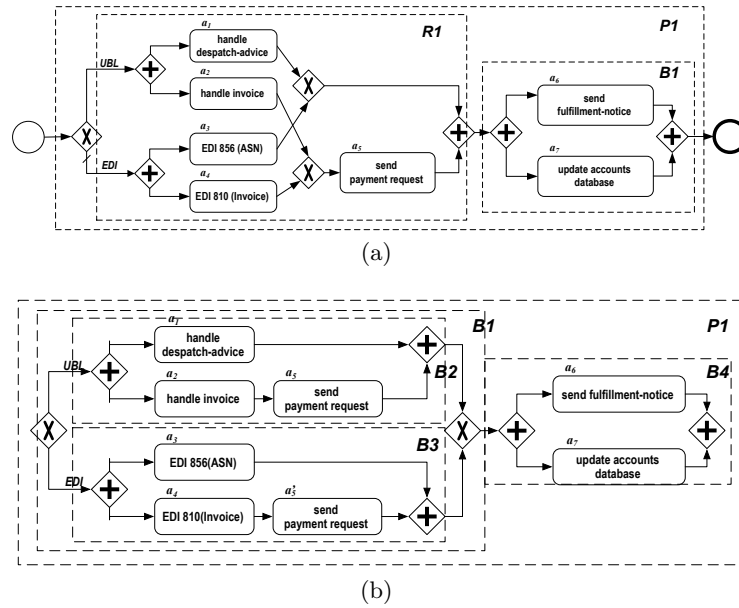 R1
P1
B1
a1
handle
despatch-advice
UBL
a2
handle invoice
a3
EDI 856 (ASN)
EDI
a4
EDI 810 (Invoice)
a5
send
payment request
a6
send
fulfillment-notice
a7
update accounts
database
(a)
B1
P1
a1
handle
despatch-advice
UBL
a2
handle invoice
a5
send
payment request
B2
a6
send fulfillment-notice
B4
a7
update accounts
database
B3
a3
EDI 856(ASN)
EDI
a4
EDI 810(Invoice)
a5'
send
payment request
(b)